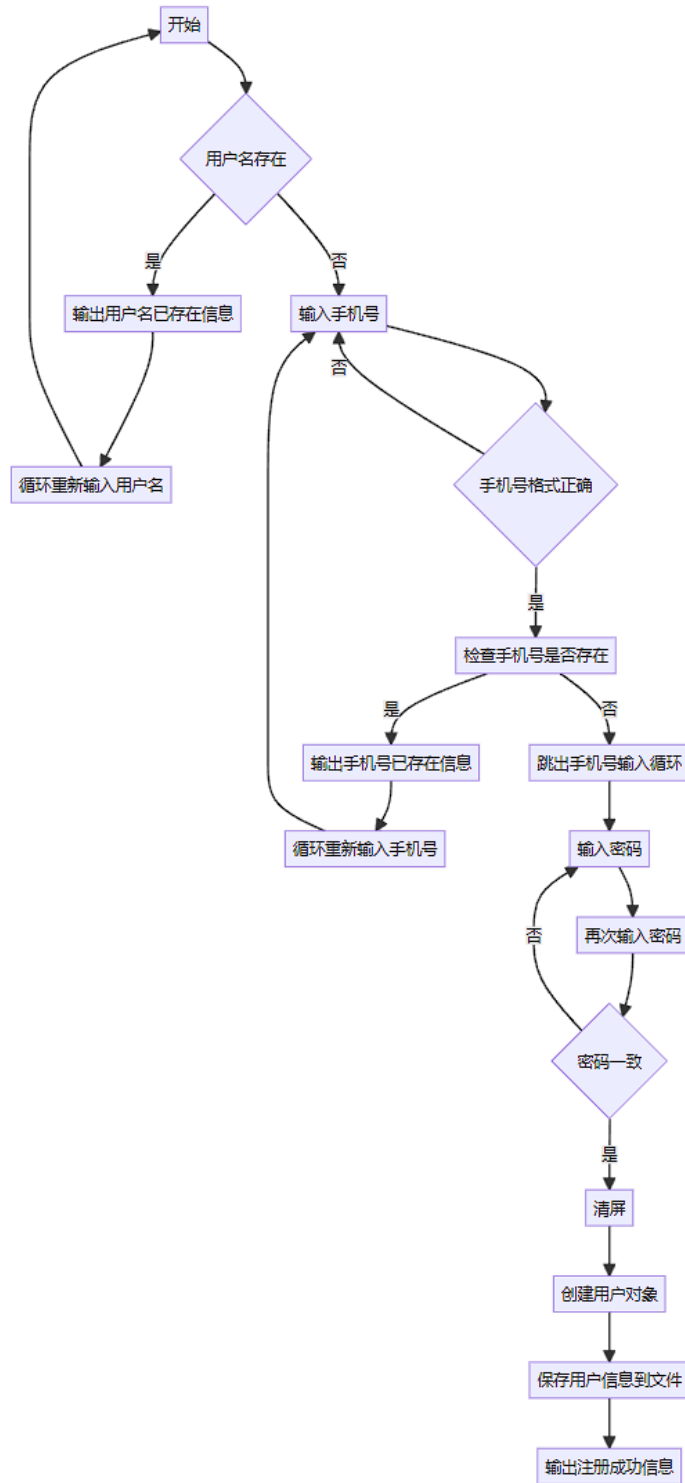 开始
用户名存在
是
否
输出用户名已存在信息
输入手机号
否
循环重新输入用户名
手机号格式正确
是
检查手机号是否存在
是
否
输出手机号已存在信息
跳出手机号输入循环
循环重新输入手机号
输入密码
否
再次输入密码
密码一致
是
清屏
创建用户对象
保存用户信息到文件
输出注册成功信息